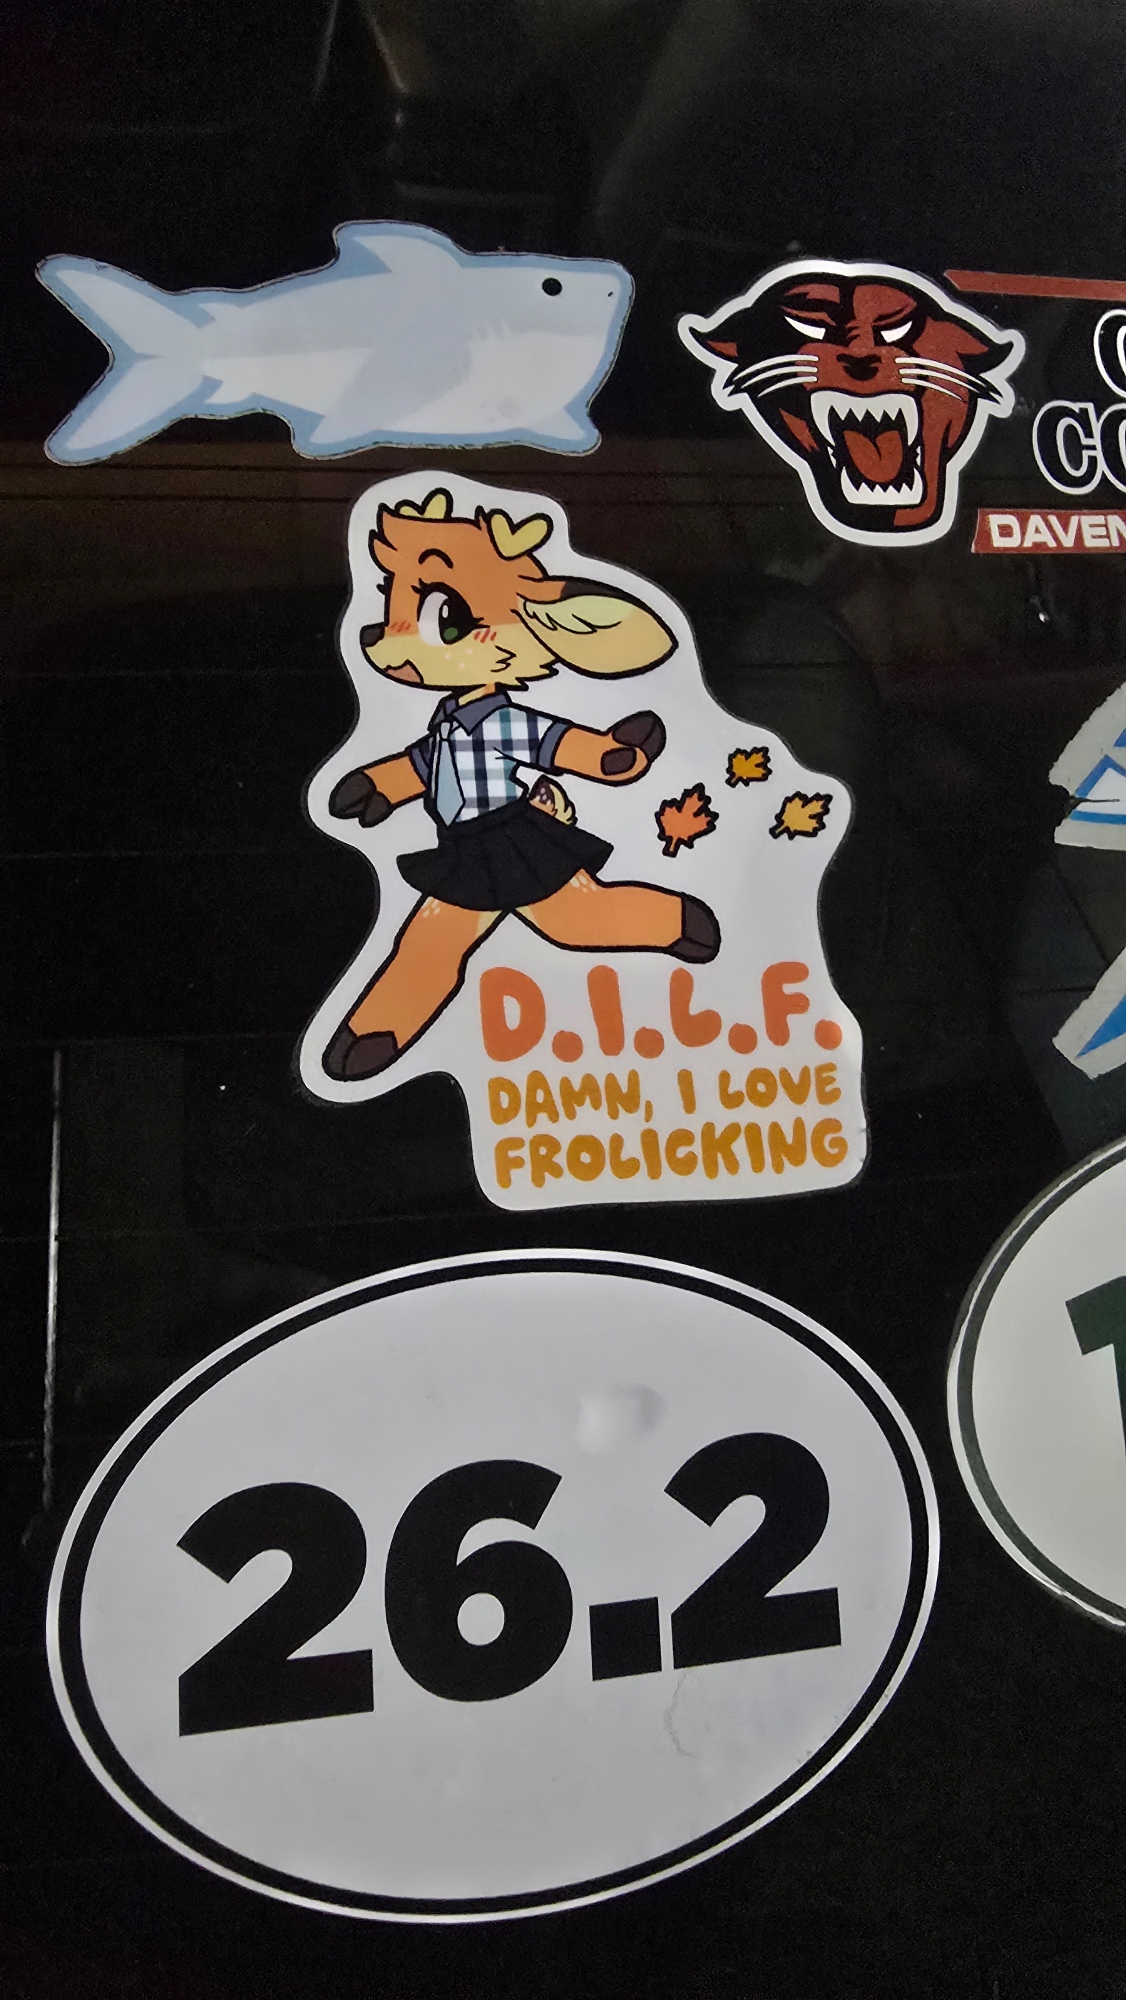 DAVEN
D.I.L.F.
DAMN, I LOVE
FROLICKING
26.2